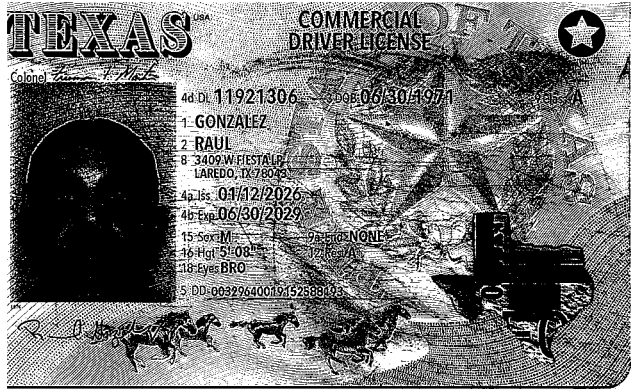 TEXAS USA
COMMERCIAL
DRIVER LICENSE
Colonel
4d DL 11921306 3 DOB 06/30/1971 A
1 GONZALEZ
2 RAUL
8 3409 W FIESTA LP
LAREDO, TX 78043
4a Iss 01/12/2026
4b Exp 06/30/2029
15 Sex M 9a End NONE
16 Hgt 5'-08" 12 Res A
18 Eyes BRO
5 DD